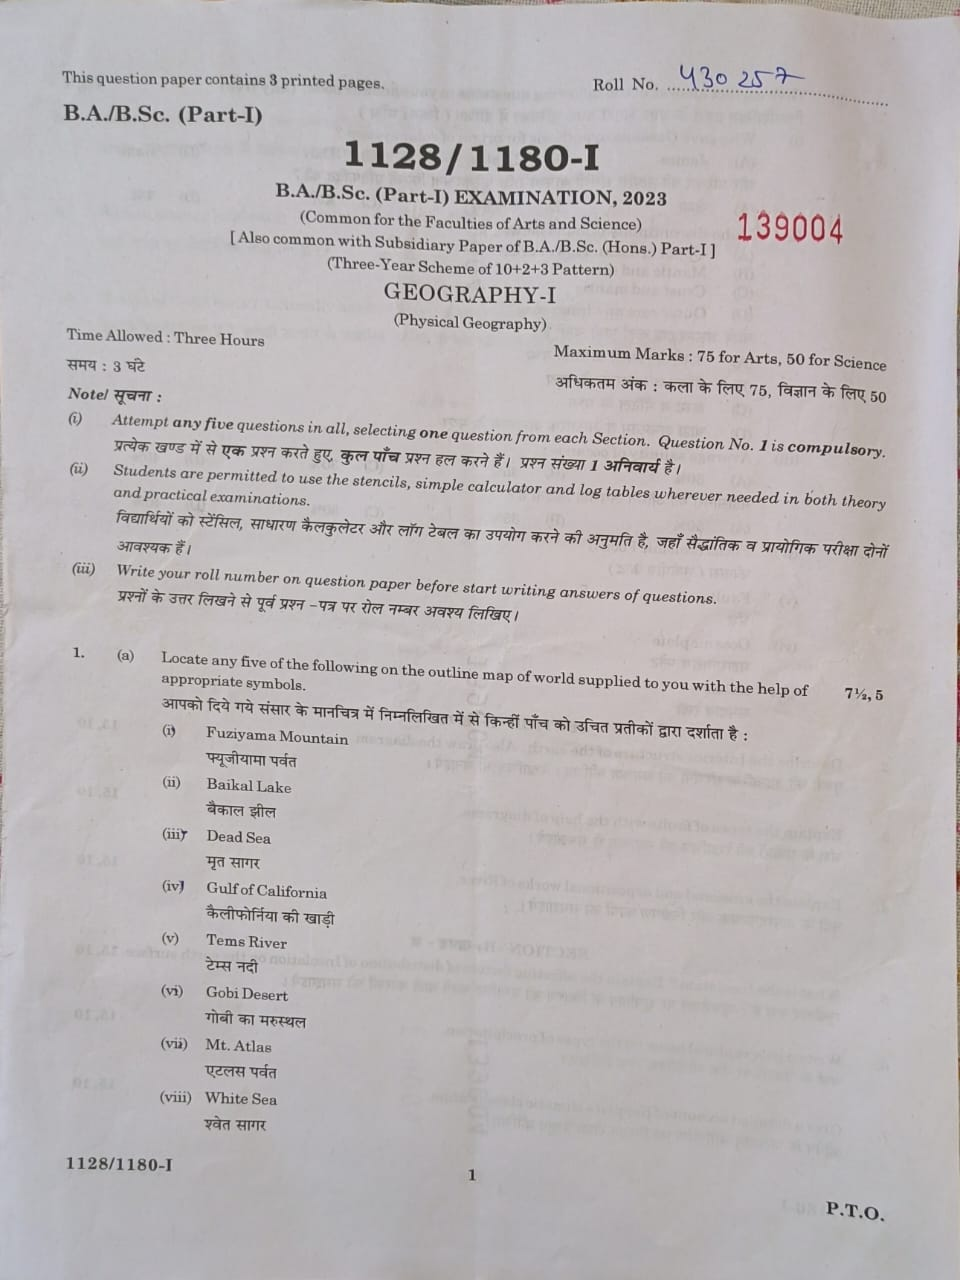 This question paper contains 3 printed pages.
Roll No. 430257
B.A./B.Sc. (Part-I)
1128/1180-I
B.A./B.Sc. (Part-I) EXAMINATION, 2023
(Common for the Faculties of Arts and Science)
139004
[Also common with Subsidiary Paper of B.A./B.Sc. (Hons.) Part-I]
(Three-Year Scheme of 10+2+3 Pattern)
GEOGRAPHY-I
(Physical Geography)
Time Allowed : Three Hours
Maximum Marks : 75 for Arts, 50 for Science
समय : 3 घंटे
अधिकतम अंक : कला के लिए 75, विज्ञान के लिए 50
Note/ सूचना :
(i) Attempt any five questions in all, selecting one question from each Section. Question No. 1 is compulsory.
प्रत्येक खण्ड में से एक प्रश्न करते हुए, कुल पाँच प्रश्न हल करने हैं। प्रश्न संख्या 1 अनिवार्य है।
(ii) Students are permitted to use the stencils, simple calculator and log tables wherever needed in both theory
and practical examinations.
विद्यार्थियों को स्टेंसिल, साधारण कैलकुलेटर और लॉग टेबल का उपयोग करने की अनुमति है, जहाँ सैद्धांतिक व प्रायोगिक परीक्षा दोनों
आवश्यक हैं।
(iii) Write your roll number on question paper before start writing answers of questions.
प्रश्नों के उत्तर लिखने से पूर्व प्रश्न -पत्र पर रोल नम्बर अवश्य लिखिए।
1. (a) Locate any five of the following on the outline map of world supplied to you with the help of
appropriate symbols. 7½, 5
आपको दिये गये संसार के मानचित्र में निम्नलिखित में से किन्हीं पाँच को उचित प्रतीकों द्वारा दर्शाता है :
(i) Fuziyama Mountain
फ्यूजीयामा पर्वत
(ii) Baikal Lake
बैकाल झील
(iii) Dead Sea
मृत सागर
(iv) Gulf of California
कैलीफोर्निया की खाड़ी
(v) Tems River
टेम्स नदी
(vi) Gobi Desert
गोबी का मरुस्थल
(vii) Mt. Atlas
एटलस पर्वत
(viii) White Sea
श्वेत सागर
1128/1180-I
1
P.T.O.